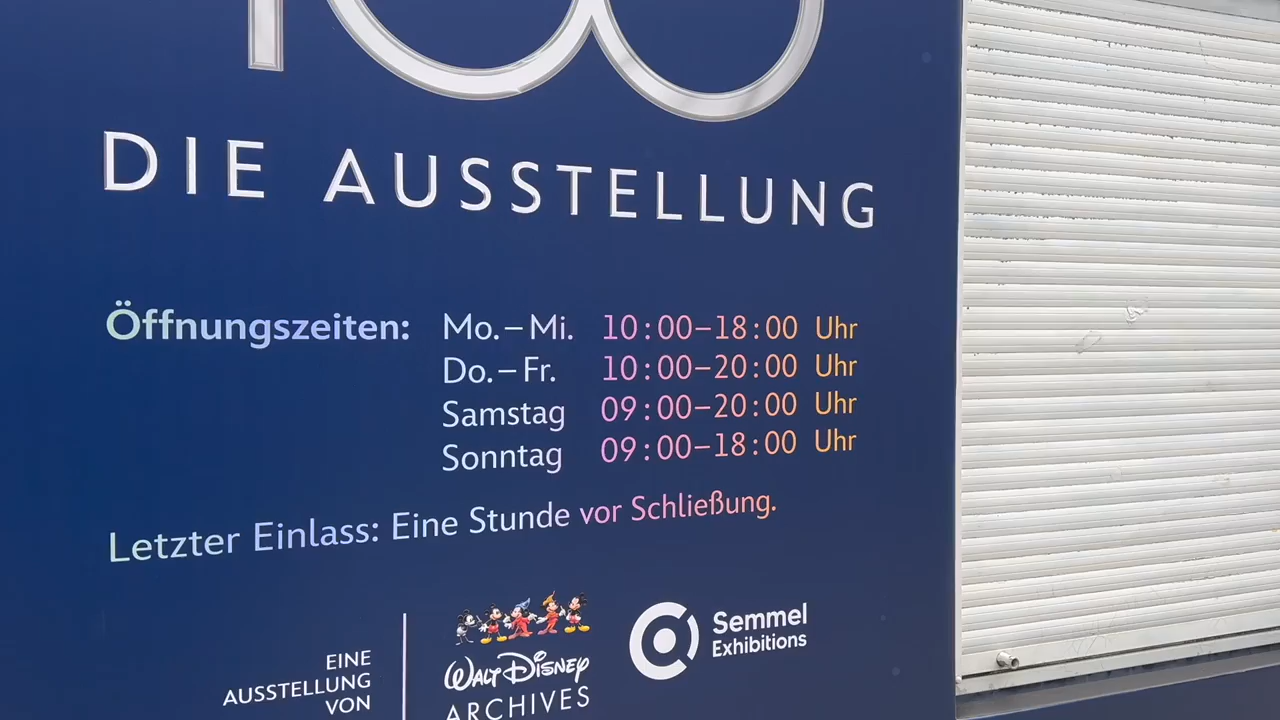 100
DIE AUSSTELLUNG
Öffnungszeiten: Mo.–Mi. 10:00–18:00 Uhr
Do.–Fr. 10:00–20:00 Uhr
Samstag 09:00–20:00 Uhr
Sonntag 09:00–18:00 Uhr
Letzter Einlass: Eine Stunde vor Schließung.
EINE
AUSSTELLUNG
VON
WALT DISNEY
ARCHIVES
Semmel
Exhibitions